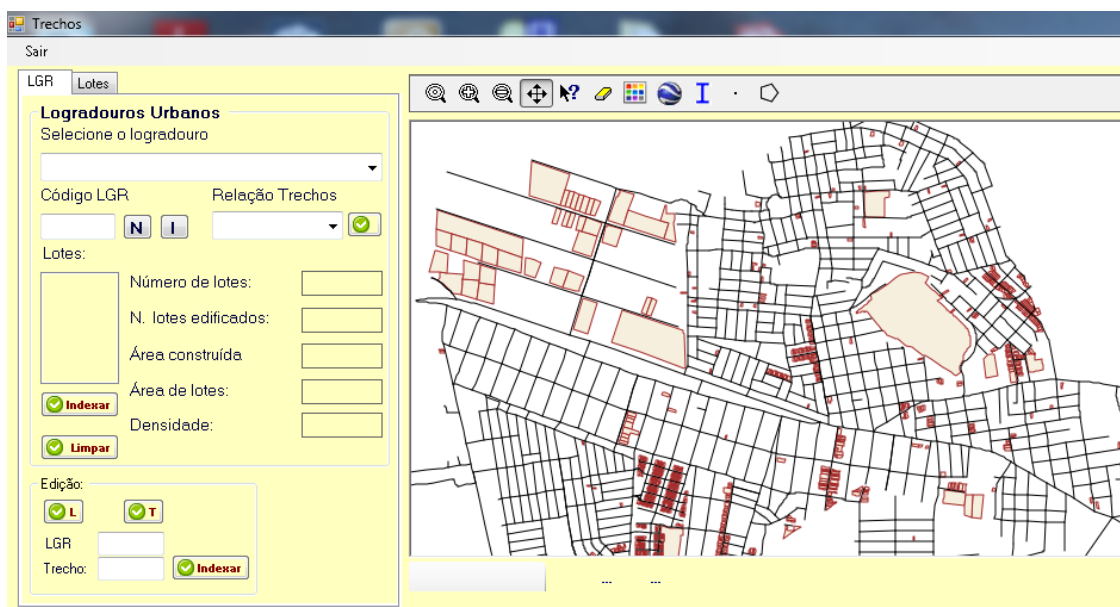 Trechos
Sair
LGR Lotes
Logradouros Urbanos
Selecione o logradouro
Código LGR Relação Trechos
N I
Lotes:
Número de lotes:
N. lotes edificados:
Área construída
Área de lotes:
Indexar
Densidade:
Limpar
Edição:
L T
LGR
Trecho: Indexar
... ...